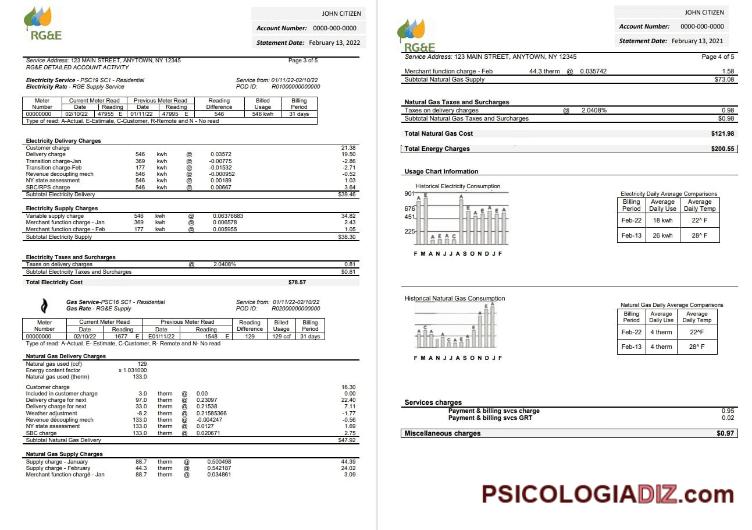 JOHN CITIZEN
RG&E
Account Number: 0000-000-0000
Statement Date: February 13, 2022
Service Address: 123 MAIN STREET, ANYTOWN, NY 12345 Page 3 of 5
RG&E DETAILED ACCOUNT ACTIVITY
Electricity Service - PSC19 SC1 - Residential Service from: 01/11/22-02/10/22
Electricity Rate - RGE Supply Service POD ID: R01000000000000
Meter Current Meter Read Previous Meter Read Reading Billed Billing
Number Date Reading Date Reading Difference Usage Days
00000000 02/10/22 47955 E 01/11/22 47995 E 546 546 kwh 31 days
Type of read: A-Actual, E-Estimate, C-Customer, R-Remote and N - No read
Electricity Delivery Charges
Customer charge 21.38
Delivery charge 546 kwh @ 0.03572 19.50
Transition charge-Jan 369 kwh @ -0.00775 -2.86
Transition charge-Feb 177 kwh @ -0.01532 -2.71
Revenue decoupling mech 546 kwh @ -0.000952 -0.52
NY state assessment 546 kwh @ 0.00189 1.03
SBC/RPS charge 546 kwh @ 0.00667 3.64
Subtotal Electricity Delivery $39.46
Electricity Supply Charges
Variable supply charge 546 kwh @ 0.06376683 34.82
Merchant function charge - Jan 369 kwh @ 0.006578 2.43
Merchant function charge - Feb 177 kwh @ 0.005955 1.05
Subtotal Electricity Supply $38.30
Electricity Taxes and Surcharges
Taxes on delivery charges @ 2.0408% 0.81
Subtotal Electricity Taxes and Surcharges $0.81
Total Electricity Cost $78.57
Gas Service-PSC16 SC1 - Residential Service from: 01/11/22-02/10/22
Gas Rate - RG&E Supply Service POD ID: R02000000000000
Meter Current Meter Read Previous Meter Read Reading Billed Billing
Number Date Reading Date Reading Difference Usage Days
00000000 02/10/22 1677 E E01/11/22 1548 E 129 129 ccf 31 days
Type of read: A-Actual, E- Estimate, C-Customer, R- Remote and N- No read
Natural Gas Delivery Charges
Natural gas used (ccf) 129
Energy content factor x 1.031000
Natural gas used (therm) 133.0
Customer charge 16.30
Included in customer charge 3.0 therm @ 0.00 0.00
Delivery charge for next 97.0 therm @ 0.23097 22.40
Delivery charge for next 33.0 therm @ 0.21538 7.11
Weather adjustment -8.2 therm @ 0.21585366 -1.77
Revenue decoupling mech 133.0 therm @ -0.004247 -0.56
NY state assessment 133.0 therm @ 0.0127 1.69
SBC charge 133.0 therm @ 0.020671 2.75
Subtotal Natural Gas Delivery $47.92
Natural Gas Supply Charges
Supply charge - January 88.7 therm @ 0.500498 44.39
Supply charge - February 44.3 therm @ 0.542187 24.02
Merchant function charge - Jan 88.7 therm @ 0.034861 3.09
JOHN CITIZEN
RG&E
Account Number: 0000-000-0000
Statement Date: February 13, 2021
Service Address: 123 MAIN STREET, ANYTOWN, NY 12345 Page 4 of 5
Merchant function charge - Feb 44.3 therm @ 0.035742 1.58
Subtotal Natural Gas Supply $73.08
Natural Gas Taxes and Surcharges
Taxes on delivery charges @ 2.0408% 0.98
Subtotal Natural Gas Taxes and Surcharges $0.98
Total Natural Gas Cost $121.98
Total Energy Charges $200.55
Usage Chart Information
Historical Electricity Consumption
901
676
451
225
F M A N J J A S O N D J F
Electricity Daily Average Comparisons
Billing Period Average Daily Use Average Daily Temp
Feb-22 18 kwh 22° F
Feb-13 26 kwh 28° F
Historical Natural Gas Consumption
F M A N J J A S O N D J F
Natural Gas Daily Average Comparisons
Billing Period Average Daily Use Average Daily Temp
Feb-22 4 therm 22°F
Feb-13 4 therm 28° F
Services charges
Payment & billing svcs charge 0.95
Payment & billing svcs GRT 0.02
Miscellaneous charges $0.97
PSICOLOGIADIZ.com